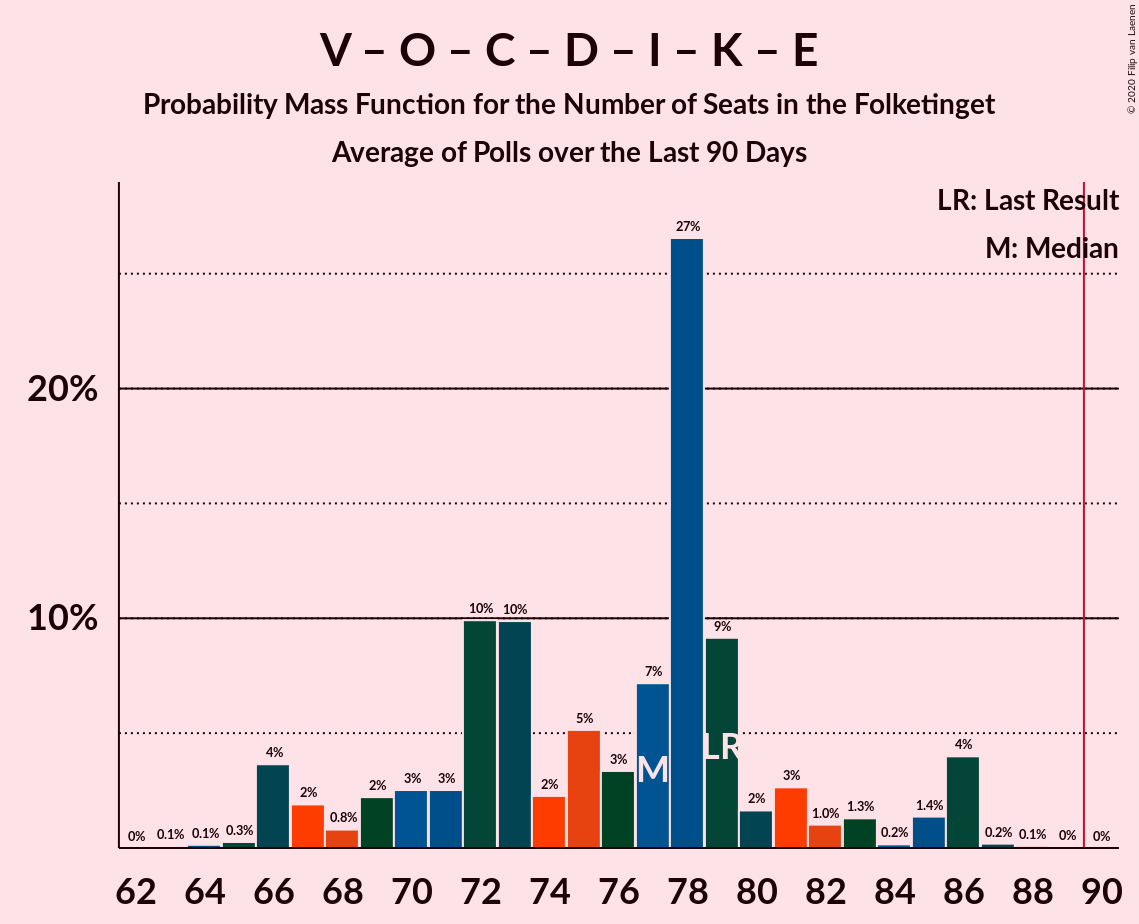 © 2020 Filip van Laenen
V – O – C – D – I – K – E
Probability Mass Function for the Number of Seats in the Folketinget
Average of Polls over the Last 90 Days
LR: Last Result
M: Median
20%
10%
0% 0.1% 0.1% 0.3% 4% 2% 0.8% 2% 3% 3% 10% 10% 2% 5% 3% 7% 27% 9% 2% 3% 1.0% 1.3% 0.2% 1.4% 4% 0.2% 0.1% 0% 0%
M LR
62 64 66 68 70 72 74 76 78 80 82 84 86 88 90